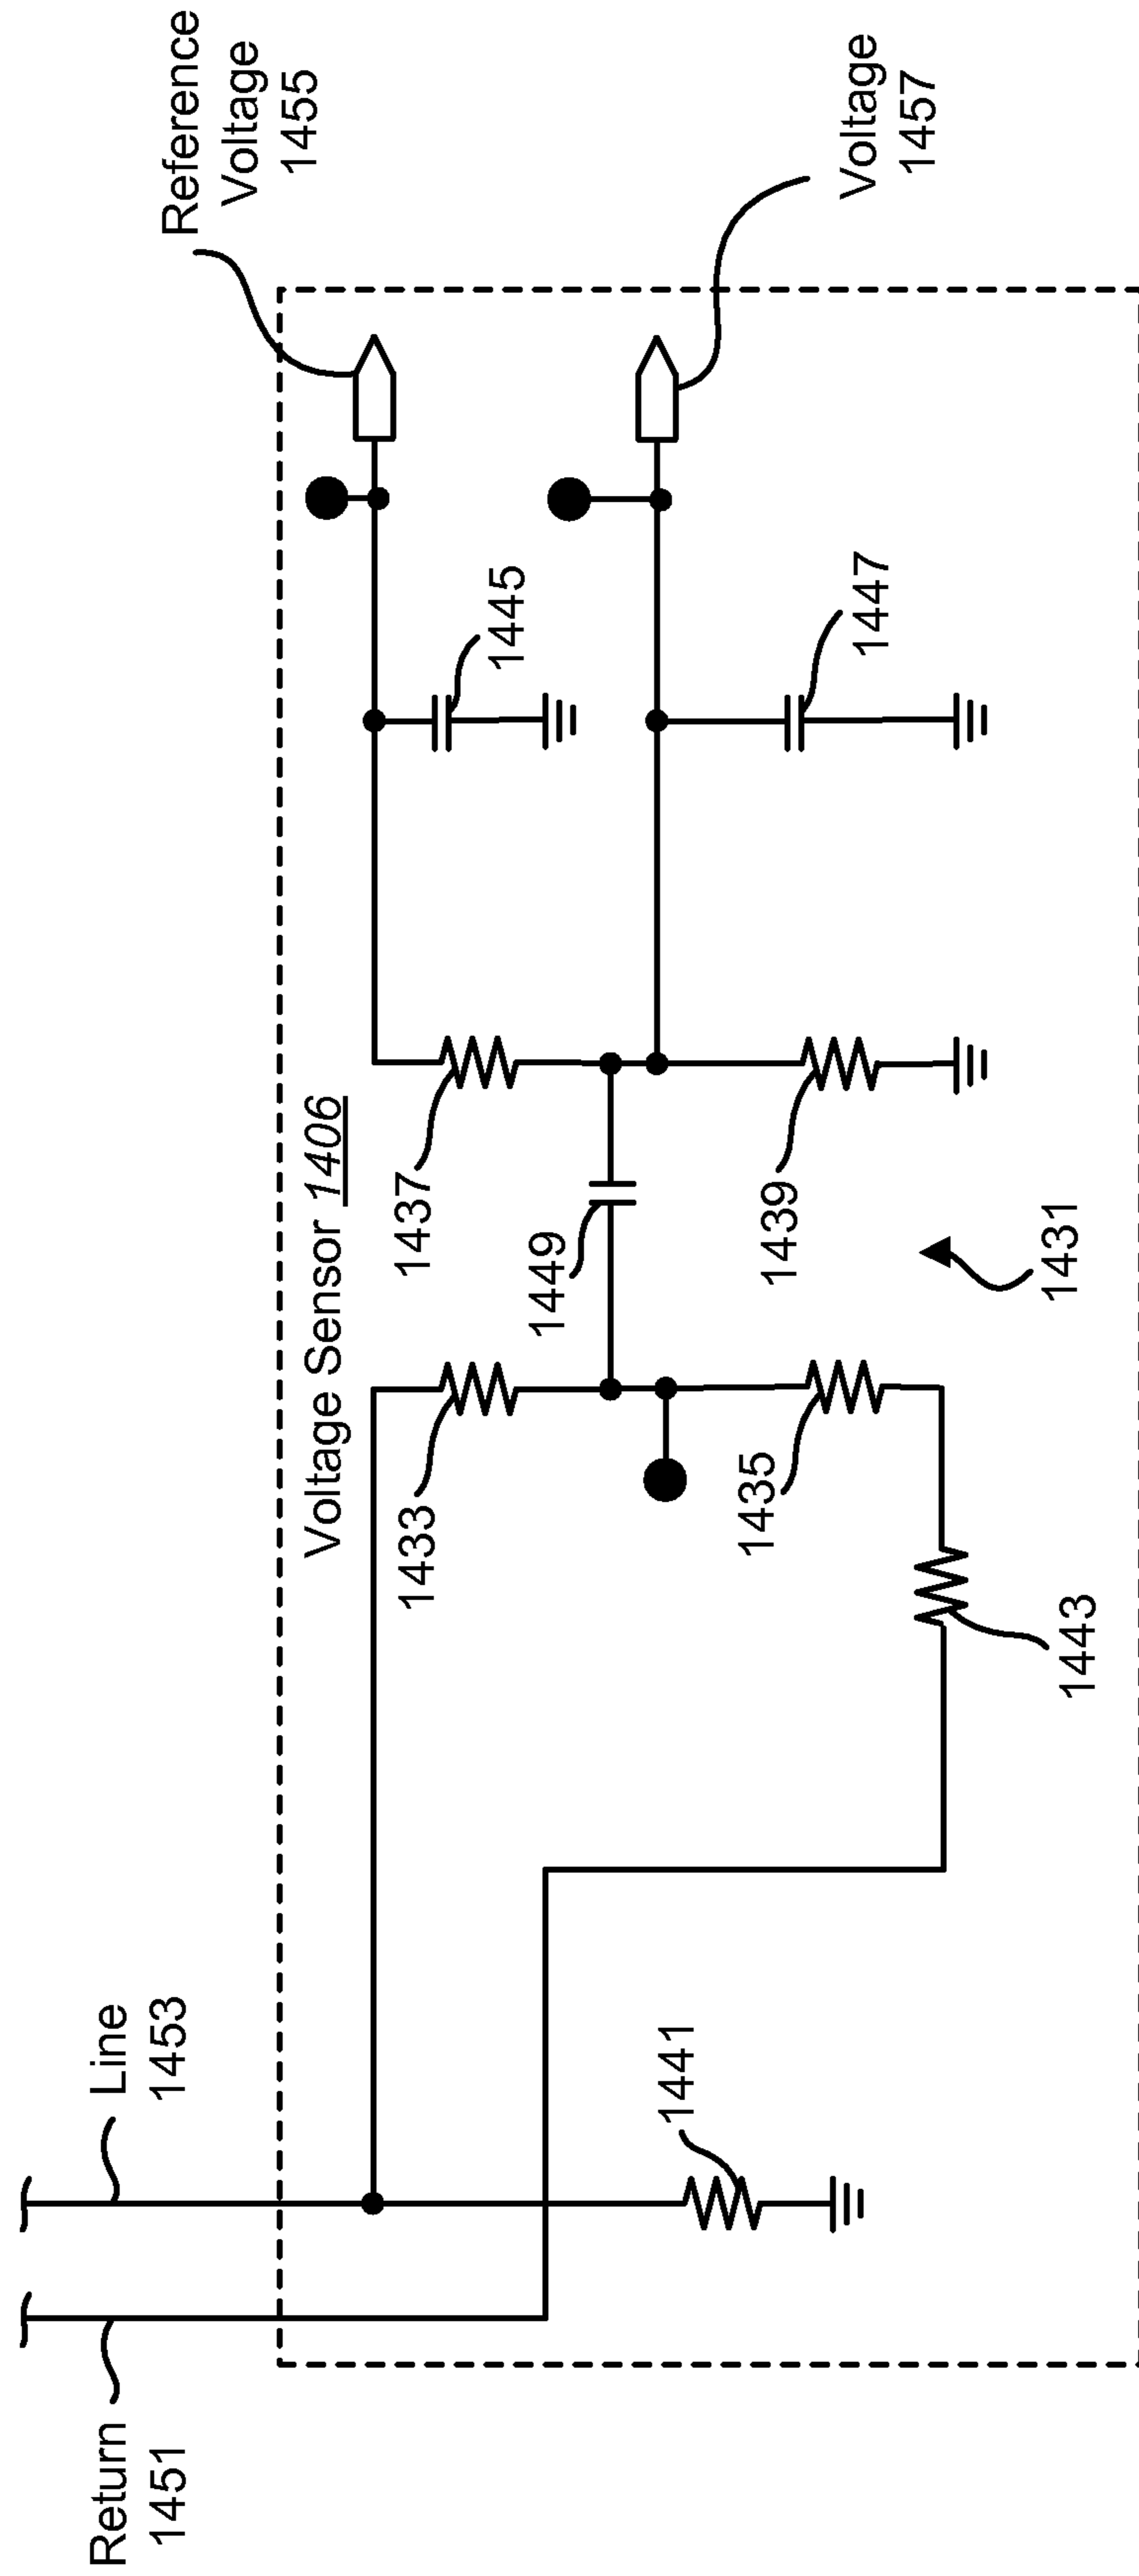 Return
1451
Line
1453
Voltage Sensor 1406
Reference
Voltage
1455
Voltage
1457
1433
1437
1445
1449
1441
1435
1439
1447
1443
1431